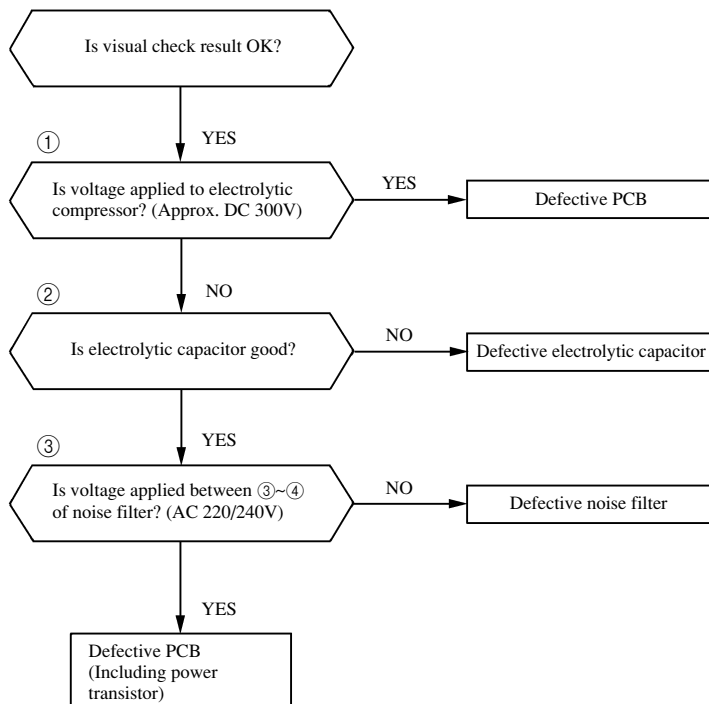 Is visual check result OK?
YES
①
Is voltage applied to electrolytic
compressor? (Approx. DC 300V)
YES
Defective PCB
NO
②
Is electrolytic capacitor good?
NO
Defective electrolytic capacitor
YES
③
Is voltage applied between ③~④
of noise filter? (AC 220/240V)
NO
Defective noise filter
YES
Defective PCB
(Including power
transistor)